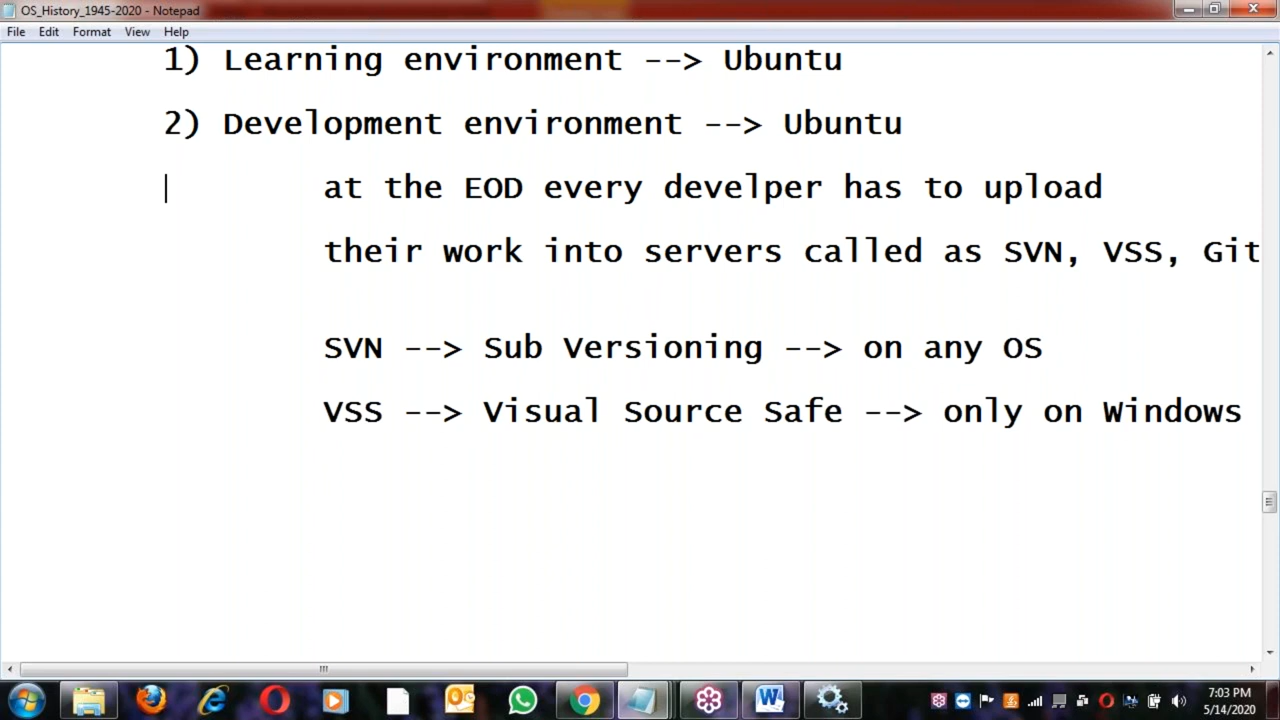 OS_History_1945-2020 - Notepad
File Edit Format View Help
1) Learning environment --> Ubuntu
2) Development environment --> Ubuntu
at the EOD every develper has to upload
their work into servers called as SVN, VSS, Git
SVN --> Sub Versioning --> on any OS
VSS --> Visual Source Safe --> only on Windows
7:03 PM
5/14/2020